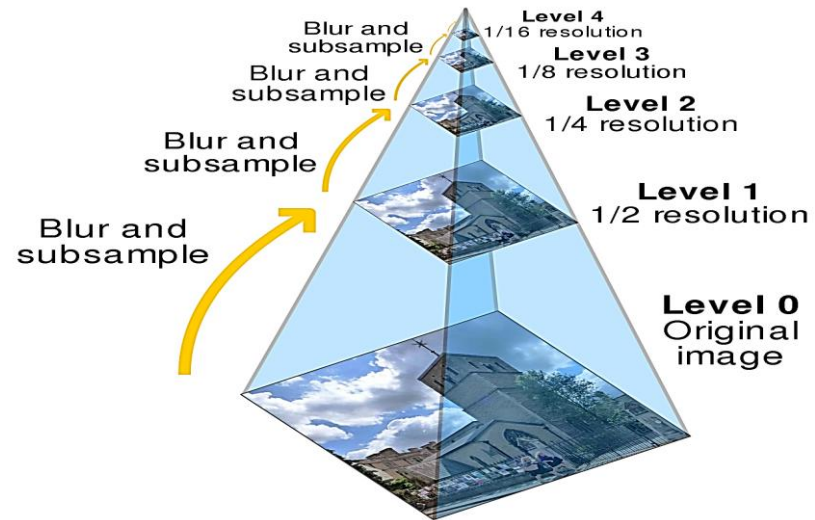 Level 4
1/16 resolution
Blur and
subsample
Level 3
1/8 resolution
Blur and
subsample
Level 2
1/4 resolution
Blur and
subsample
Level 1
1/2 resolution
Blur and
subsample
Level 0
Original
image